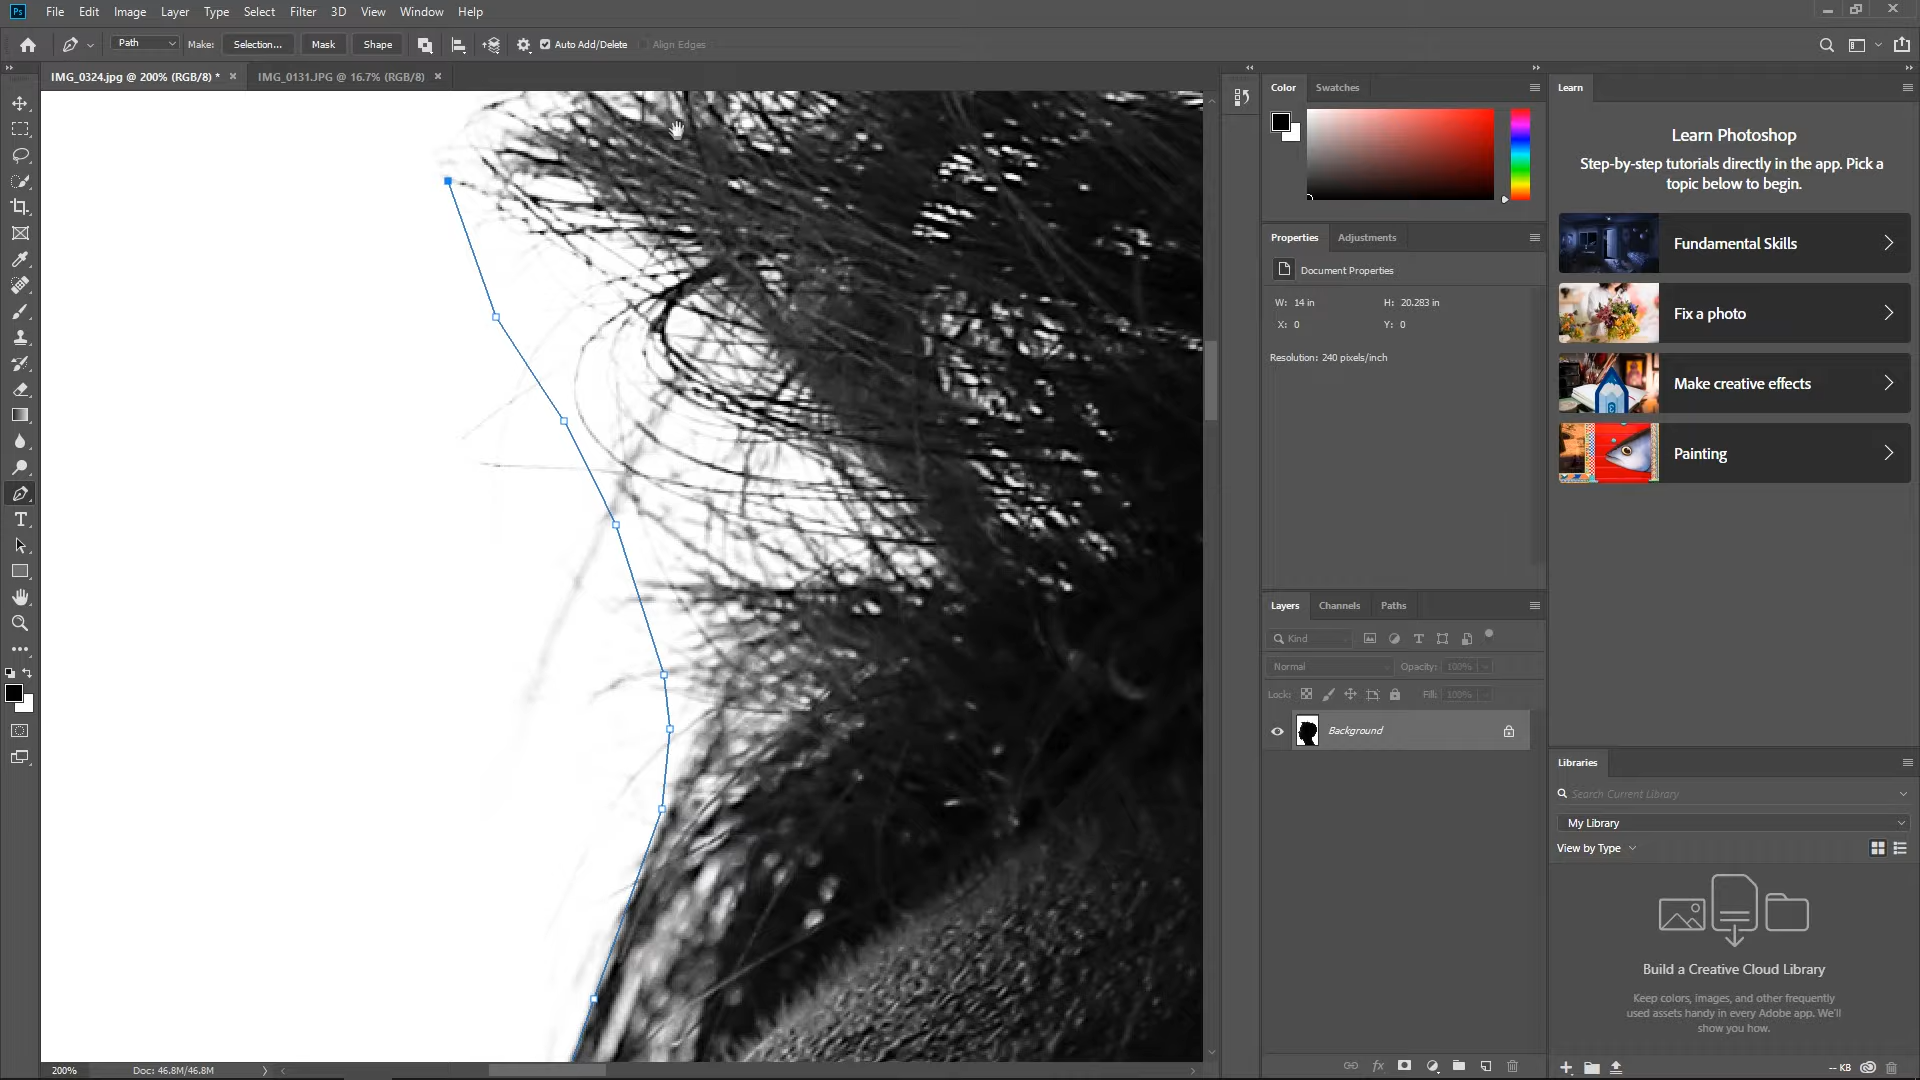 Ps File Edit Image Layer Type Select Filter 3D View Window Help
Path Make: Selection... Mask Shape Auto Add/Delete Align Edges
IMG_0324.jpg @ 200% (RGB/8) * × IMG_0131.JPG @ 16.7% (RGB/8) ×
Color Swatches
Properties Adjustments
Document Properties
W: 14 in H: 20.283 in
X: 0 Y: 0
Resolution: 240 pixels/inch
Layers Channels Paths
Kind
Normal Opacity: 100%
Lock: Fill: 100%
Background
Learn
Learn Photoshop
Step-by-step tutorials directly in the app. Pick a
topic below to begin.
Fundamental Skills
Fix a photo
Make creative effects
Painting
Libraries
Search Current Library
My Library
View by Type
Build a Creative Cloud Library
Keep colors, images, and other frequently
used assets handy in every Adobe app. We'll
show you how.
-- KB
200% Doc: 46.8M/46.8M